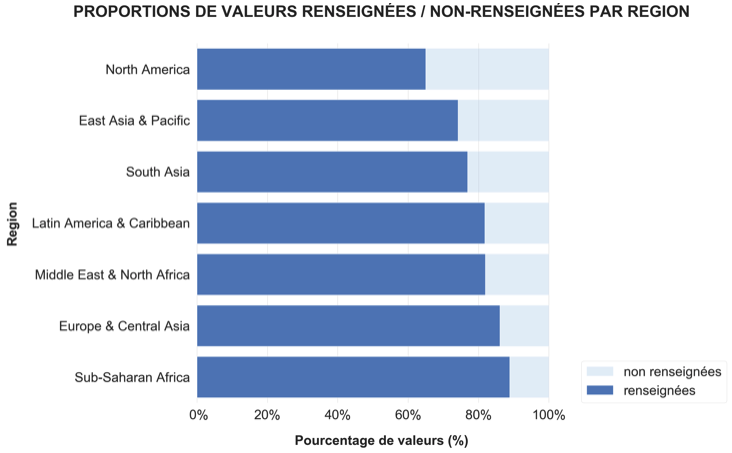 PROPORTIONS DE VALEURS RENSEIGNÉES / NON-RENSEIGNÉES PAR REGION
North America
East Asia & Pacific
South Asia
Latin America & Caribbean
Middle East & North Africa
Europe & Central Asia
Sub-Saharan Africa
Region
0% 20% 40% 60% 80% 100%
Pourcentage de valeurs (%)
non renseignées
renseignées